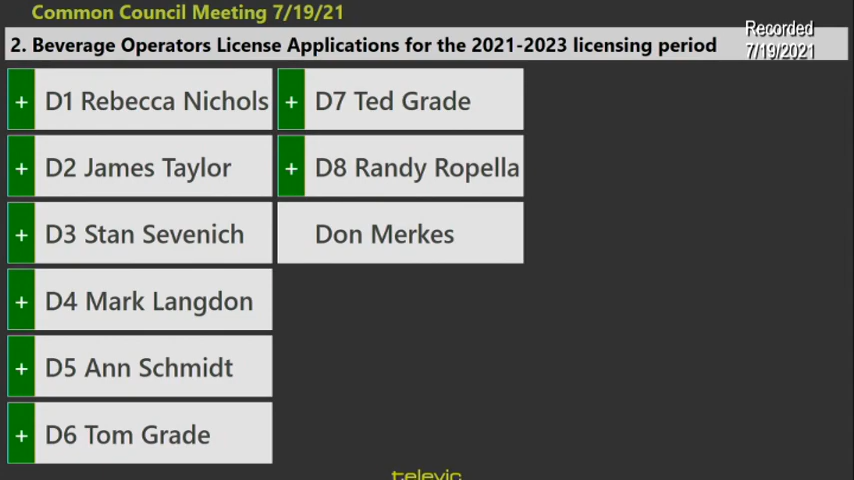 Common Council Meeting 7/19/21
2. Beverage Operators License Applications for the 2021-2023 licensing period
Recorded
7/19/2021
+ D1 Rebecca Nichols
+ D2 James Taylor
+ D3 Stan Sevenich
+ D4 Mark Langdon
+ D5 Ann Schmidt
+ D6 Tom Grade
+ D7 Ted Grade
+ D8 Randy Ropella
Don Merkes
televic